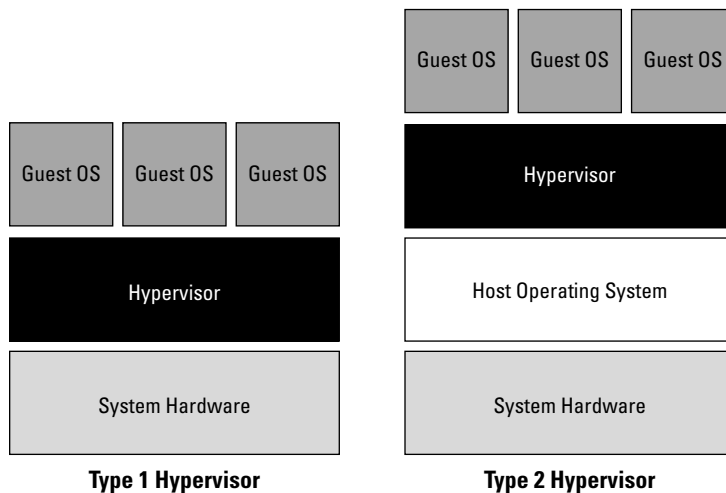 Guest OS Guest OS Guest OS
Hypervisor
System Hardware
Type 1 Hypervisor
Guest OS Guest OS Guest OS
Hypervisor
Host Operating System
System Hardware
Type 2 Hypervisor